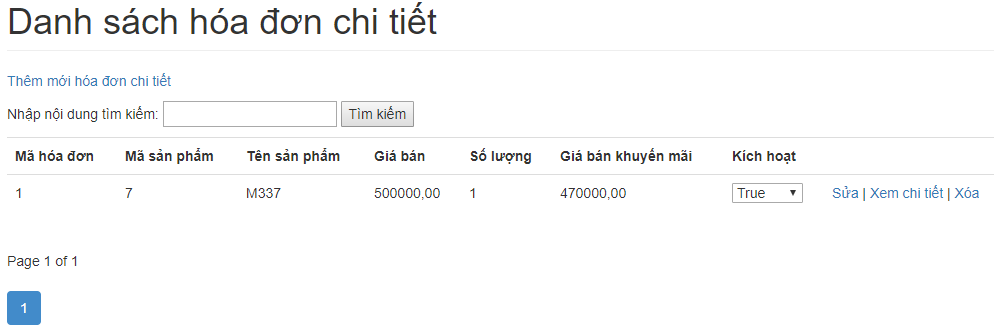 Danh sách hóa đơn chi tiết
Thêm mới hóa đơn chi tiết
Nhập nội dung tìm kiếm: Tìm kiếm
Mã hóa đơn Mã sản phẩm Tên sản phẩm Giá bán Số lượng Giá bán khuyến mãi Kích hoạt
1 7 M337 500000,00 1 470000,00 True Sửa | Xem chi tiết | Xóa
Page 1 of 1
1